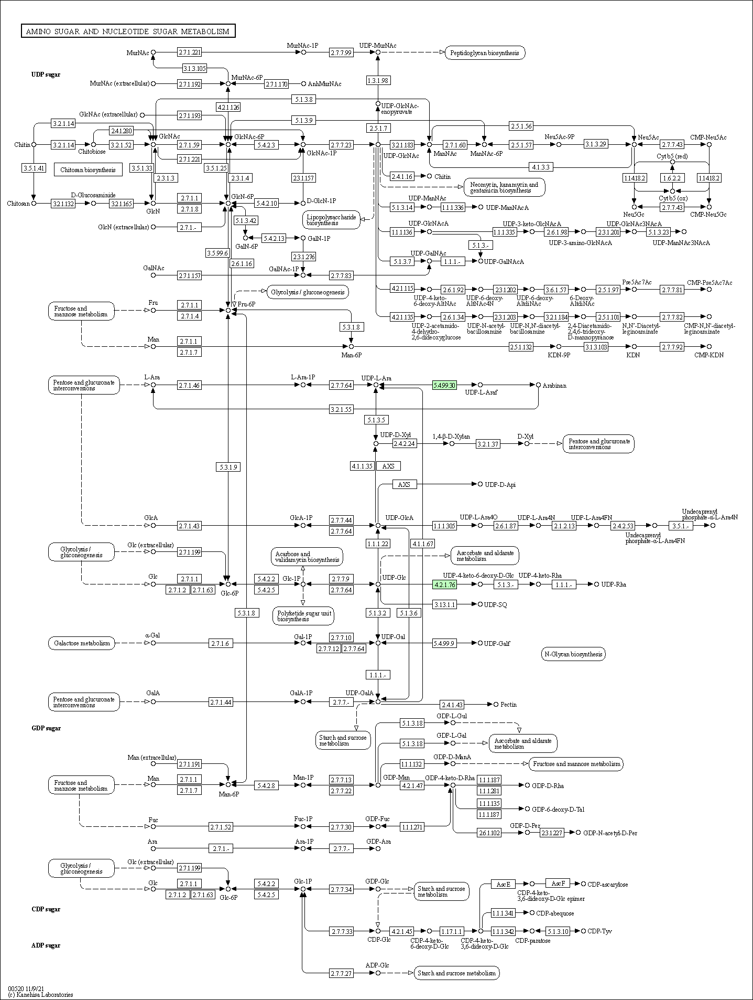 AMINO SUGAR AND NUCLEOTIDE SUGAR METABOLISM
MurNAc
2.7.1.221
MurNAc-1P
2.7.7.99
UDP-MurNAc
Peptidoglycan biosynthesis
3.1.3.105
UDP sugar
MurNAc (extracellular)
2.7.1.192
MurNAc-6P
2.7.1.170
AnhMurNAc
1.3.1.98
5.1.3.8
4.2.1.126
UDP-GlcNAc-
enopyruvate
GlcNAc (extracellular)
2.7.1.193
5.1.3.9
3.2.1.14
2.4.1.280
2.5.1.7
2.5.1.56
Chitin
3.2.1.14
Chitobiose
3.2.1.52
GlcNAc
2.7.1.59
GlcNAc-6P
5.4.2.3
GlcNAc-1P
2.7.7.23
UDP-GlcNAc
3.2.1.183
ManNAc
2.7.1.60
ManNAc-6P
2.5.1.57
Neu5Ac-9P
3.1.3.29
Neu5Ac
2.7.7.43
CMP-Neu5Ac
2.7.1.221
Cyt b5 (red)
3.5.1.41
Chitosan biosynthesis
3.5.1.33
2.3.1.3
3.5.1.25
2.3.1.4
2.3.1.157
4.1.3.3
2.4.1.16
Chitin
1.14.18.2
1.6.2.2
1.14.18.2
Neomycin, kanamycin and
gentamicin biosynthesis
Cyt b5 (ox)
Chitosan
3.2.1.132
D-Glucosaminide
3.2.1.165
GlcN
2.7.1.1
2.7.1.8
GlcN-6P
5.4.2.10
D-GlcN-1P
UDP-ManNAc
5.1.3.14
1.1.1.336
UDP-ManNAcA
Neu5Gc
2.7.7.43
CMP-Neu5Gc
Lipopolysaccharide
biosynthesis
5.1.3.42
GlcN (extracellular)
2.7.1.-
UDP-GlcNAcA
1.1.1.136
UDP-3-keto-GlcNAcA
1.1.1.335
2.6.1.98
UDP-3-amino-GlcNAcA
UDP-GlcNAc3NAcA
2.3.1.201
5.1.3.23
UDP-ManNAc3NAcA
GalN-6P
5.4.2.13
GalN-1P
5.1.3.-
3.5.99.6
2.6.1.16
2.3.1.276
UDP-GalNAc
5.1.3.7
1.1.1.-
UDP-GalNAcA
GalNAc
2.7.1.157
GalNAc-1P
2.7.7.83
Glycolysis / gluconeogenesis
4.2.1.115
UDP-4-keto-
6-deoxy-AltNAc
2.6.1.92
UDP-6-deoxy-
AltNAc4N
2.3.1.202
UDP-6-deoxy-
AltdiNAc
3.6.1.57
6-Deoxy-
AltdiNAc
2.5.1.97
Pse5Ac7Ac
2.7.7.81
CMP-Pse5Ac7Ac
Fructose and
mannose metabolism
Fru
2.7.1.1
2.7.1.4
Fru-6P
4.2.1.135
UDP-2-acetamido-
4-dehydro-
2,6-dideoxyglucose
2.6.1.34
UDP-N-acetyl-
bacillosamine
2.3.1.203
UDP-N,N'-diacetyl-
bacillosamine
3.2.1.184
2,4-Diacetamido-
2,4,6-trideoxy-
D-mannopyranose
2.5.1.101
N,N'-Diacetyl-
leginoaminate
2.7.7.82
CMP-N,N'-diacetyl-
leginoaminate
5.3.1.8
Man
2.7.1.1
2.7.1.7
Man-6P
2.5.1.132
KDN-9P
3.1.3.103
KDN
2.7.7.92
CMP-KDN
Pentose and glucuronate
interconversions
L-Ara
2.7.1.46
L-Ara-1P
2.7.7.64
UDP-L-Ara
5.4.99.30
UDP-L-Araf
Arabinan
3.2.1.55
5.1.3.5
UDP-D-Xyl
2.4.2.24
1,4-β-D-Xylan
3.2.1.37
D-Xyl
Pentose and glucuronate
interconversions
5.3.1.9
4.1.1.35
AXS
AXS
UDP-D-Api
GlcA
2.7.1.43
GlcA-1P
2.7.7.44
2.7.7.64
UDP-GlcA
1.1.1.305
UDP-L-Ara4O
2.6.1.87
UDP-L-Ara4N
2.1.2.13
UDP-L-Ara4FN
2.4.2.53
Undecaprenyl
phosphate-α-L-Ara4FN
3.5.1.-
Undecaprenyl
phosphate-α-L-Ara4N
1.1.1.22
4.1.1.67
Glycolysis /
gluconeogenesis
Glc (extracellular)
2.7.1.199
Acarbose and
validamycin biosynthesis
Ascorbate and aldarate
metabolism
Glc
2.7.1.1
2.7.1.2
2.7.1.63
Glc-6P
5.4.2.2
5.4.2.5
Glc-1P
2.7.7.9
2.7.7.64
UDP-Glc
4.2.1.76
UDP-4-keto-6-deoxy-D-Glc
5.1.3.-
UDP-4-keto-Rha
1.1.1.-
UDP-Rha
3.13.1.1
UDP-SQ
5.3.1.8
Polyketide sugar unit
biosynthesis
5.1.3.2
5.1.3.6
Galactose metabolism
α-Gal
2.7.1.6
Gal-1P
2.7.7.10
2.7.7.12
2.7.7.64
UDP-Gal
5.4.99.9
UDP-Galf
N-Glycan biosynthesis
1.1.1.-
Pentose and glucuronate
interconversions
GalA
2.7.1.44
GalA-1P
2.7.7.-
UDP-GalA
2.4.1.43
Pectin
GDP sugar
Starch and sucrose
metabolism
5.1.3.18
GDP-L-Gul
5.1.3.18
GDP-L-Gal
Ascorbate and aldarate
metabolism
Man (extracellular)
2.7.1.191
1.1.1.132
GDP-D-ManA
Fructose and mannose metabolism
Fructose and
mannose metabolism
Man
2.7.1.1
2.7.1.7
Man-6P
5.4.2.8
Man-1P
2.7.7.13
2.7.7.22
GDP-Man
4.2.1.47
GDP-4-keto-D-Rha
1.1.1.187
1.1.1.281
GDP-D-Rha
1.1.1.135
1.1.1.187
GDP-6-deoxy-D-Tal
Fuc
2.7.1.52
Fuc-1P
2.7.7.30
GDP-Fuc
1.1.1.271
2.6.1.102
GDP-D-Per
2.3.1.227
GDP-N-acetyl-D-Per
Ara
2.7.1.-
Ara-1P
2.7.7.-
GDP-Ara
Glycolysis /
gluconeogenesis
Glc (extracellular)
2.7.1.199
Glc
2.7.1.1
2.7.1.2
2.7.1.63
Glc-6P
5.4.2.2
5.4.2.5
Glc-1P
2.7.7.34
GDP-Glc
Starch and sucrose
metabolism
AscE
CDP-4-keto-
3,6-dideoxy-D-Glc epimer
AscF
CDP-ascarylose
CDP sugar
1.1.1.341
CDP-abequose
2.7.7.33
CDP-Glc
4.2.1.45
CDP-4-keto-
6-deoxy-D-Glc
1.17.1.1
CDP-4-keto-
3,6-dideoxy-D-Glc
1.1.1.342
CDP-paratose
5.1.3.10
CDP-Tyv
ADP sugar
2.7.7.27
ADP-Glc
Starch and sucrose metabolism
00520 11/9/21
(c) Kanehisa Laboratories